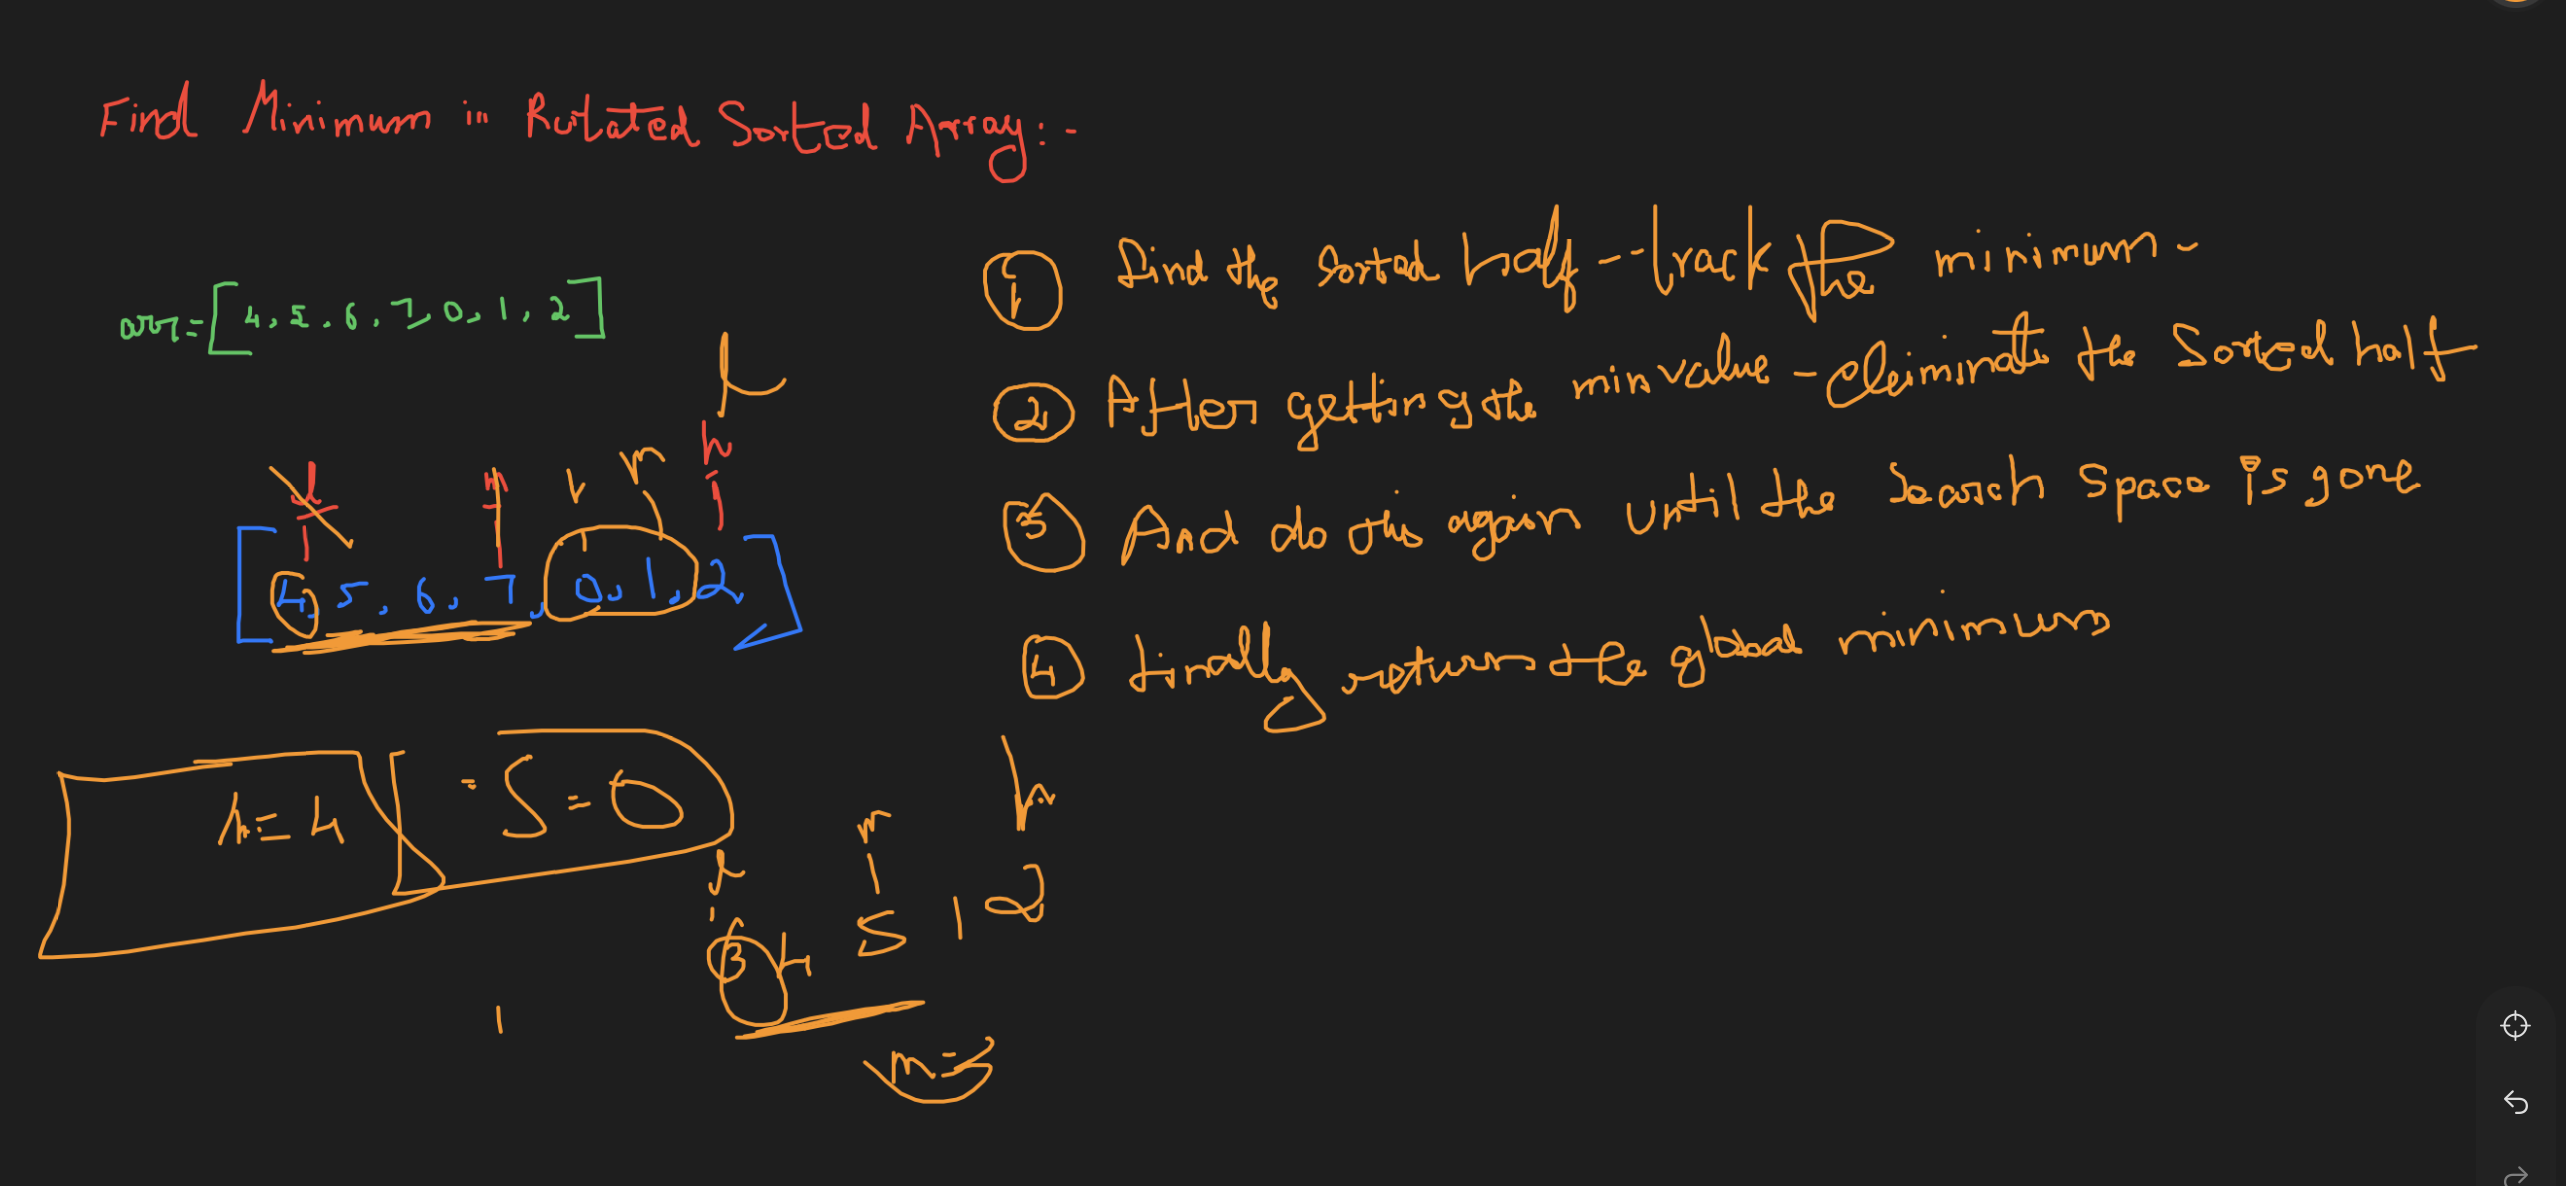 Find Minimum in Rotated Sorted Array:-
arr=[4,5,6,7,0,1,2]
① find the sorted half -- track the minimum -
② After getting the min value - eleiminate the Sorted half
③ And do this again until the search space is gone
④ finally return the global minimum
l
h
l m l m
[4,5,6,7,0,1,2]
= 4 = 5 = 0
h
m
l
3 4 5 1 2
m=3